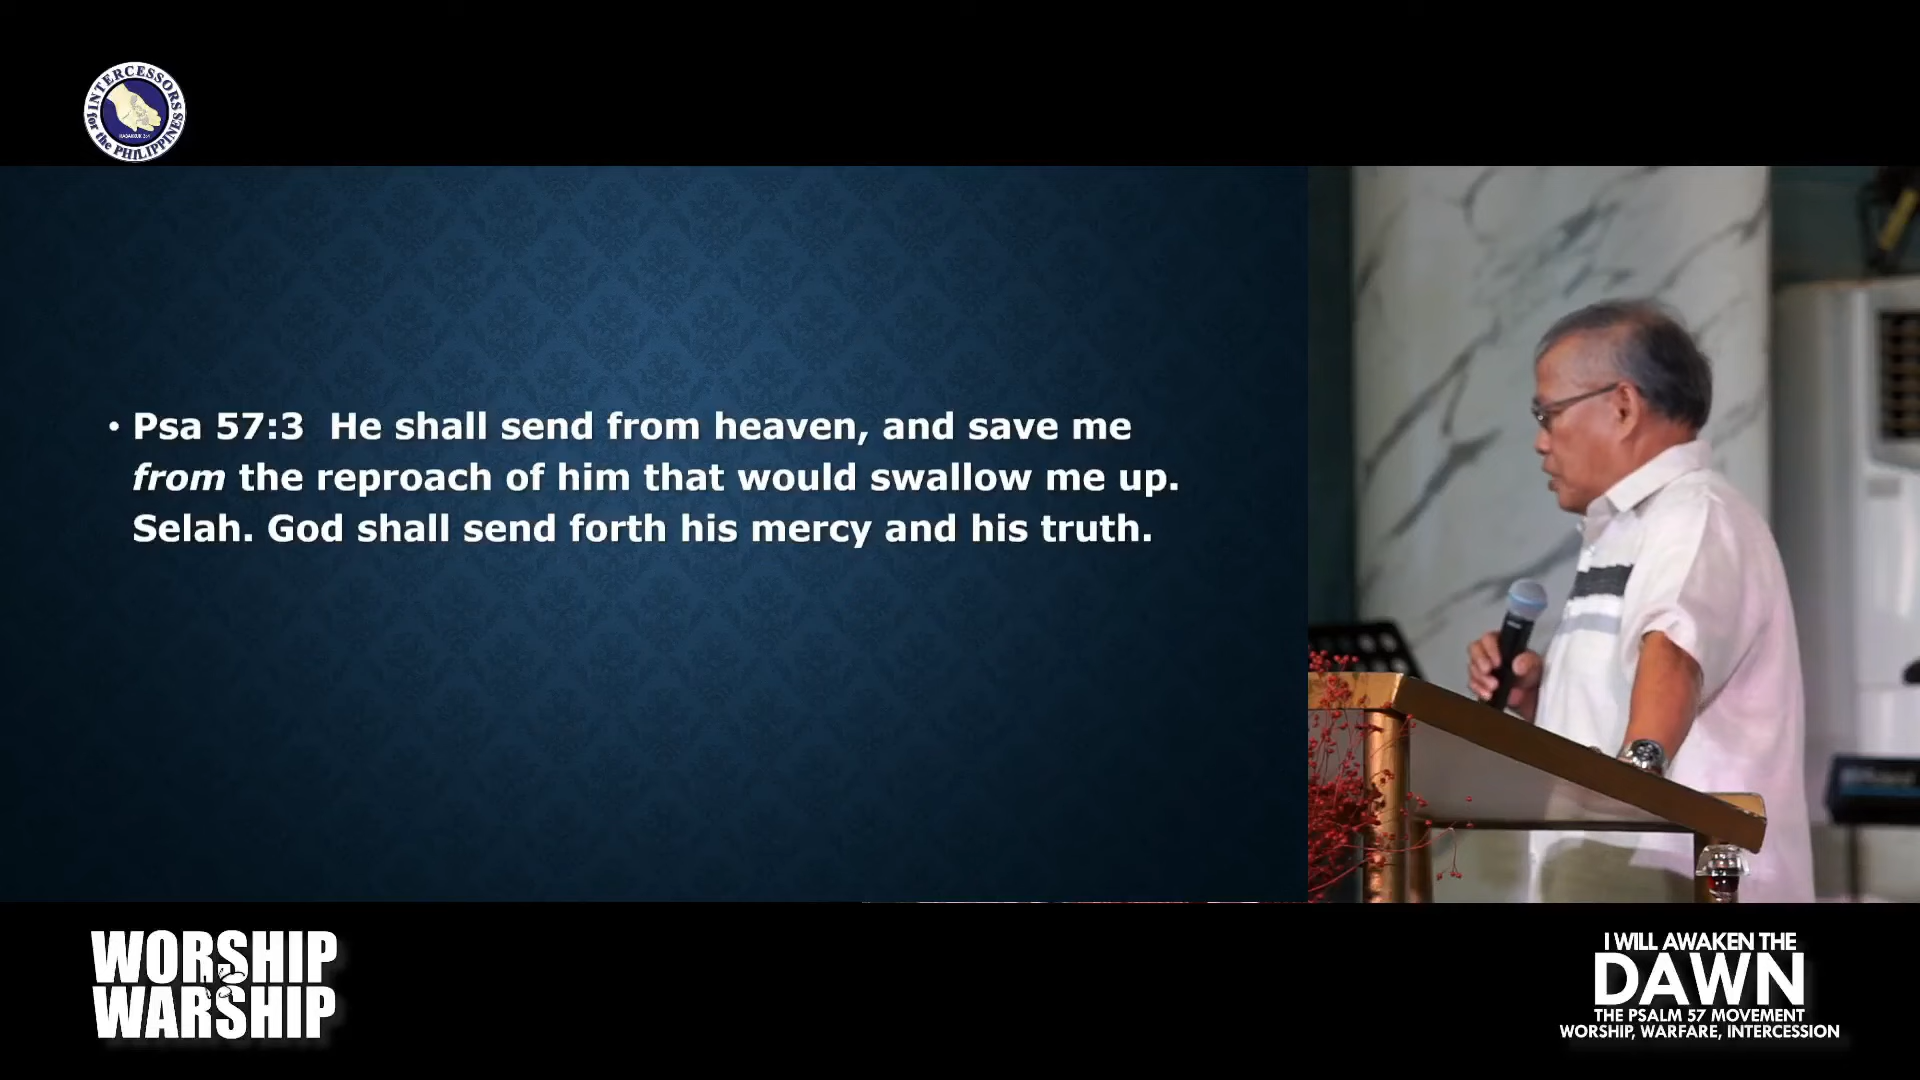 INTERCESSORS
for the PHILIPPINES
• Psa 57:3  He shall send from heaven, and save me
from the reproach of him that would swallow me up.
Selah. God shall send forth his mercy and his truth.
WORSHIP
WARSHIP
I WILL AWAKEN THE
DAWN
THE PSALM 57 MOVEMENT
WORSHIP, WARFARE, INTERCESSION